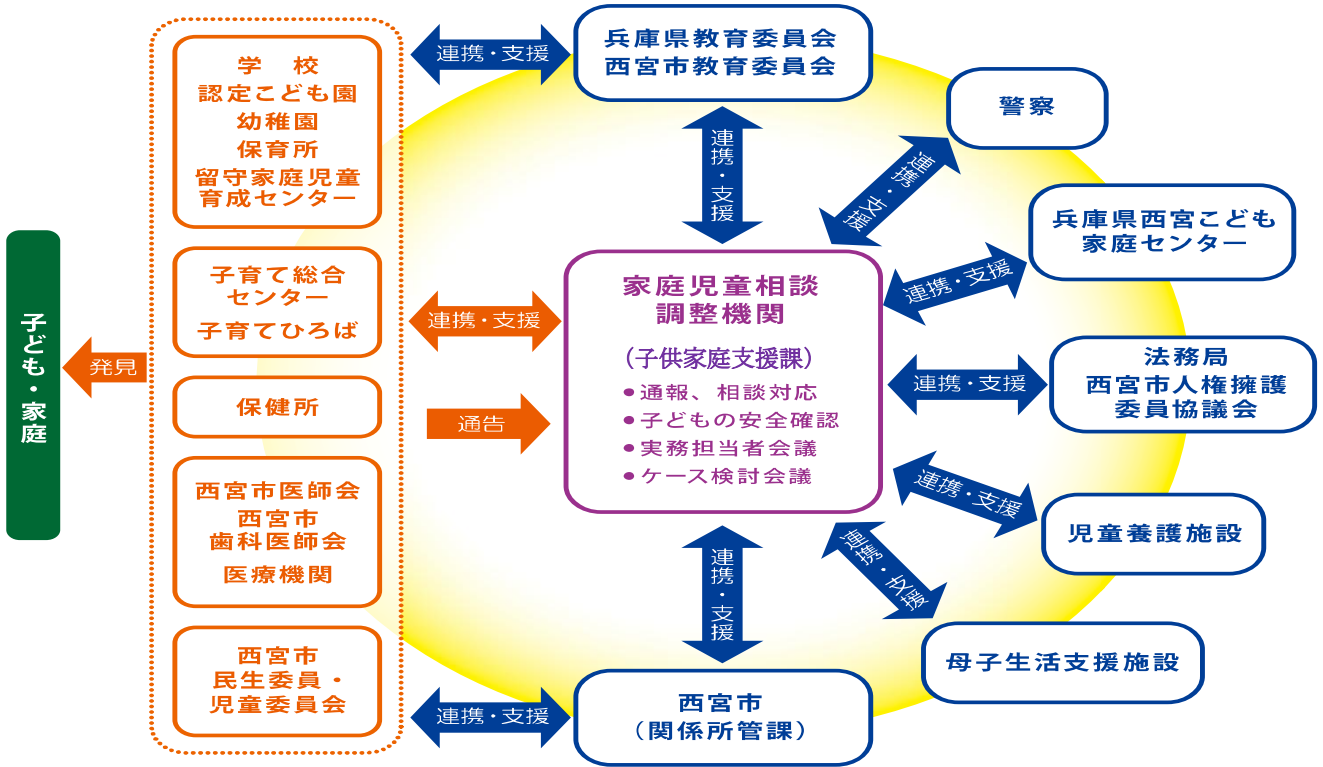 子ども・家庭
発見
学　校
認定こども園
幼稚園
保育所
留守家庭児童
育成センター
子育て総合
センター
子育てひろば
保健所
西宮市医師会
西宮市
歯科医師会
医療機関
西宮市
民生委員・
児童委員会
連携・支援
連携・支援
通告
連携・支援
兵庫県教育委員会
西宮市教育委員会
連携・支援
家庭児童相談
調整機関
（子供家庭支援課）
•通報、相談対応
•子どもの安全確認
•実務担当者会議
•ケース検討会議
連携・支援
西宮市
（関係所管課）
連携・支援
警察
連携・支援
兵庫県西宮こども
家庭センター
連携・支援
法務局
西宮市人権擁護
委員協議会
連携・支援
児童養護施設
連携・支援
母子生活支援施設